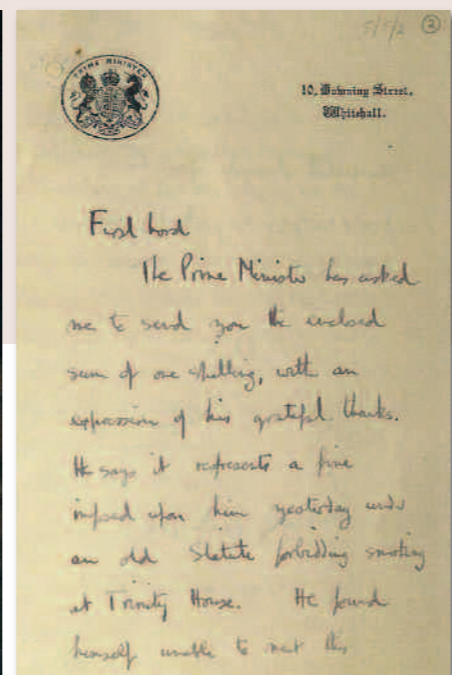 5/5/2 2
PRIME MINISTER
10, Downing Street,
Whitehall.
First Lord
The Prime Minister has asked
me to send you the enclosed
sum of one shilling, with an
expression of his grateful thanks.
He says it represents a fine
imposed upon him yesterday under
an old Statute forbidding smoking
at Trinity House. He found
himself unable to meet this